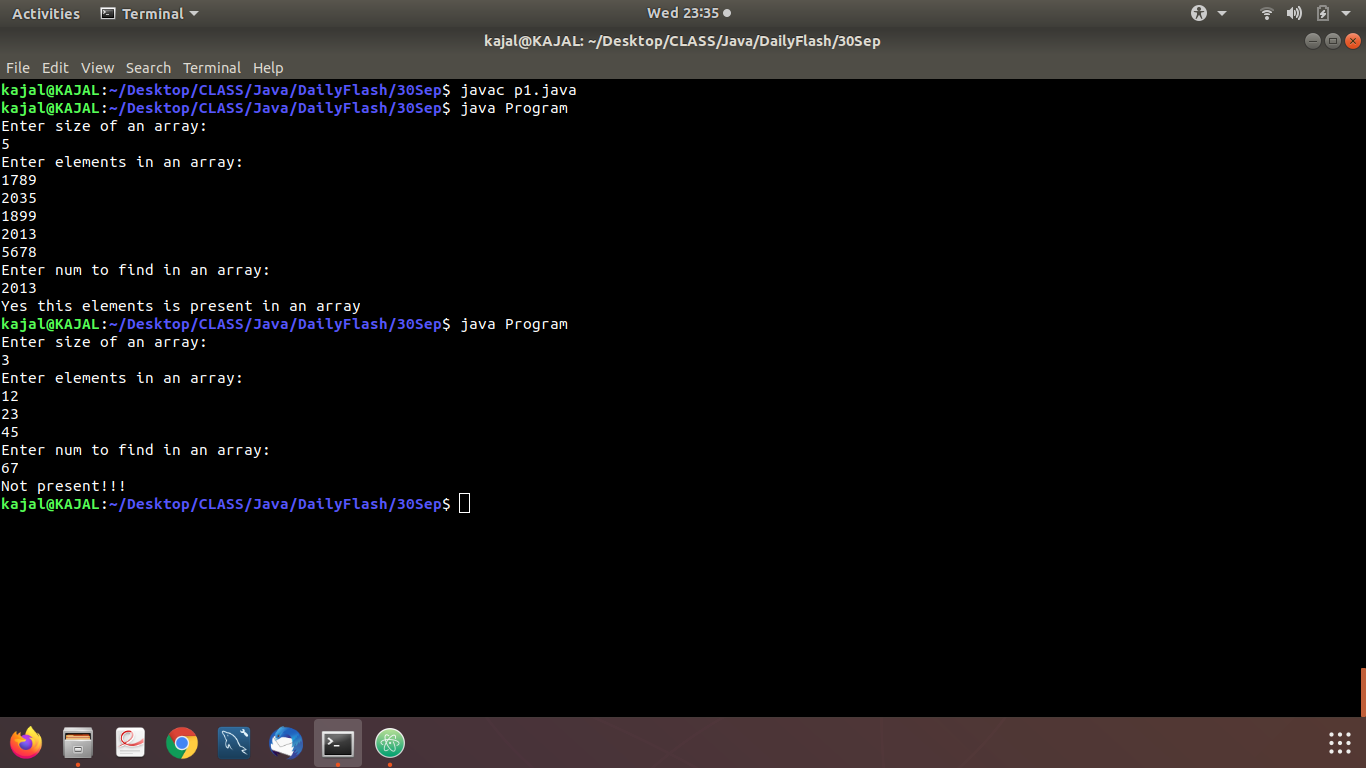 Activities Terminal Wed 23:35
kajal@KAJAL: ~/Desktop/CLASS/Java/DailyFlash/30Sep
File Edit View Search Terminal Help
kajal@KAJAL:~/Desktop/CLASS/Java/DailyFlash/30Sep$ javac p1.java
kajal@KAJAL:~/Desktop/CLASS/Java/DailyFlash/30Sep$ java Program
Enter size of an array:
5
Enter elements in an array:
1789
2035
1899
2013
5678
Enter num to find in an array:
2013
Yes this elements is present in an array
kajal@KAJAL:~/Desktop/CLASS/Java/DailyFlash/30Sep$ java Program
Enter size of an array:
3
Enter elements in an array:
12
23
45
Enter num to find in an array:
67
Not present!!!
kajal@KAJAL:~/Desktop/CLASS/Java/DailyFlash/30Sep$